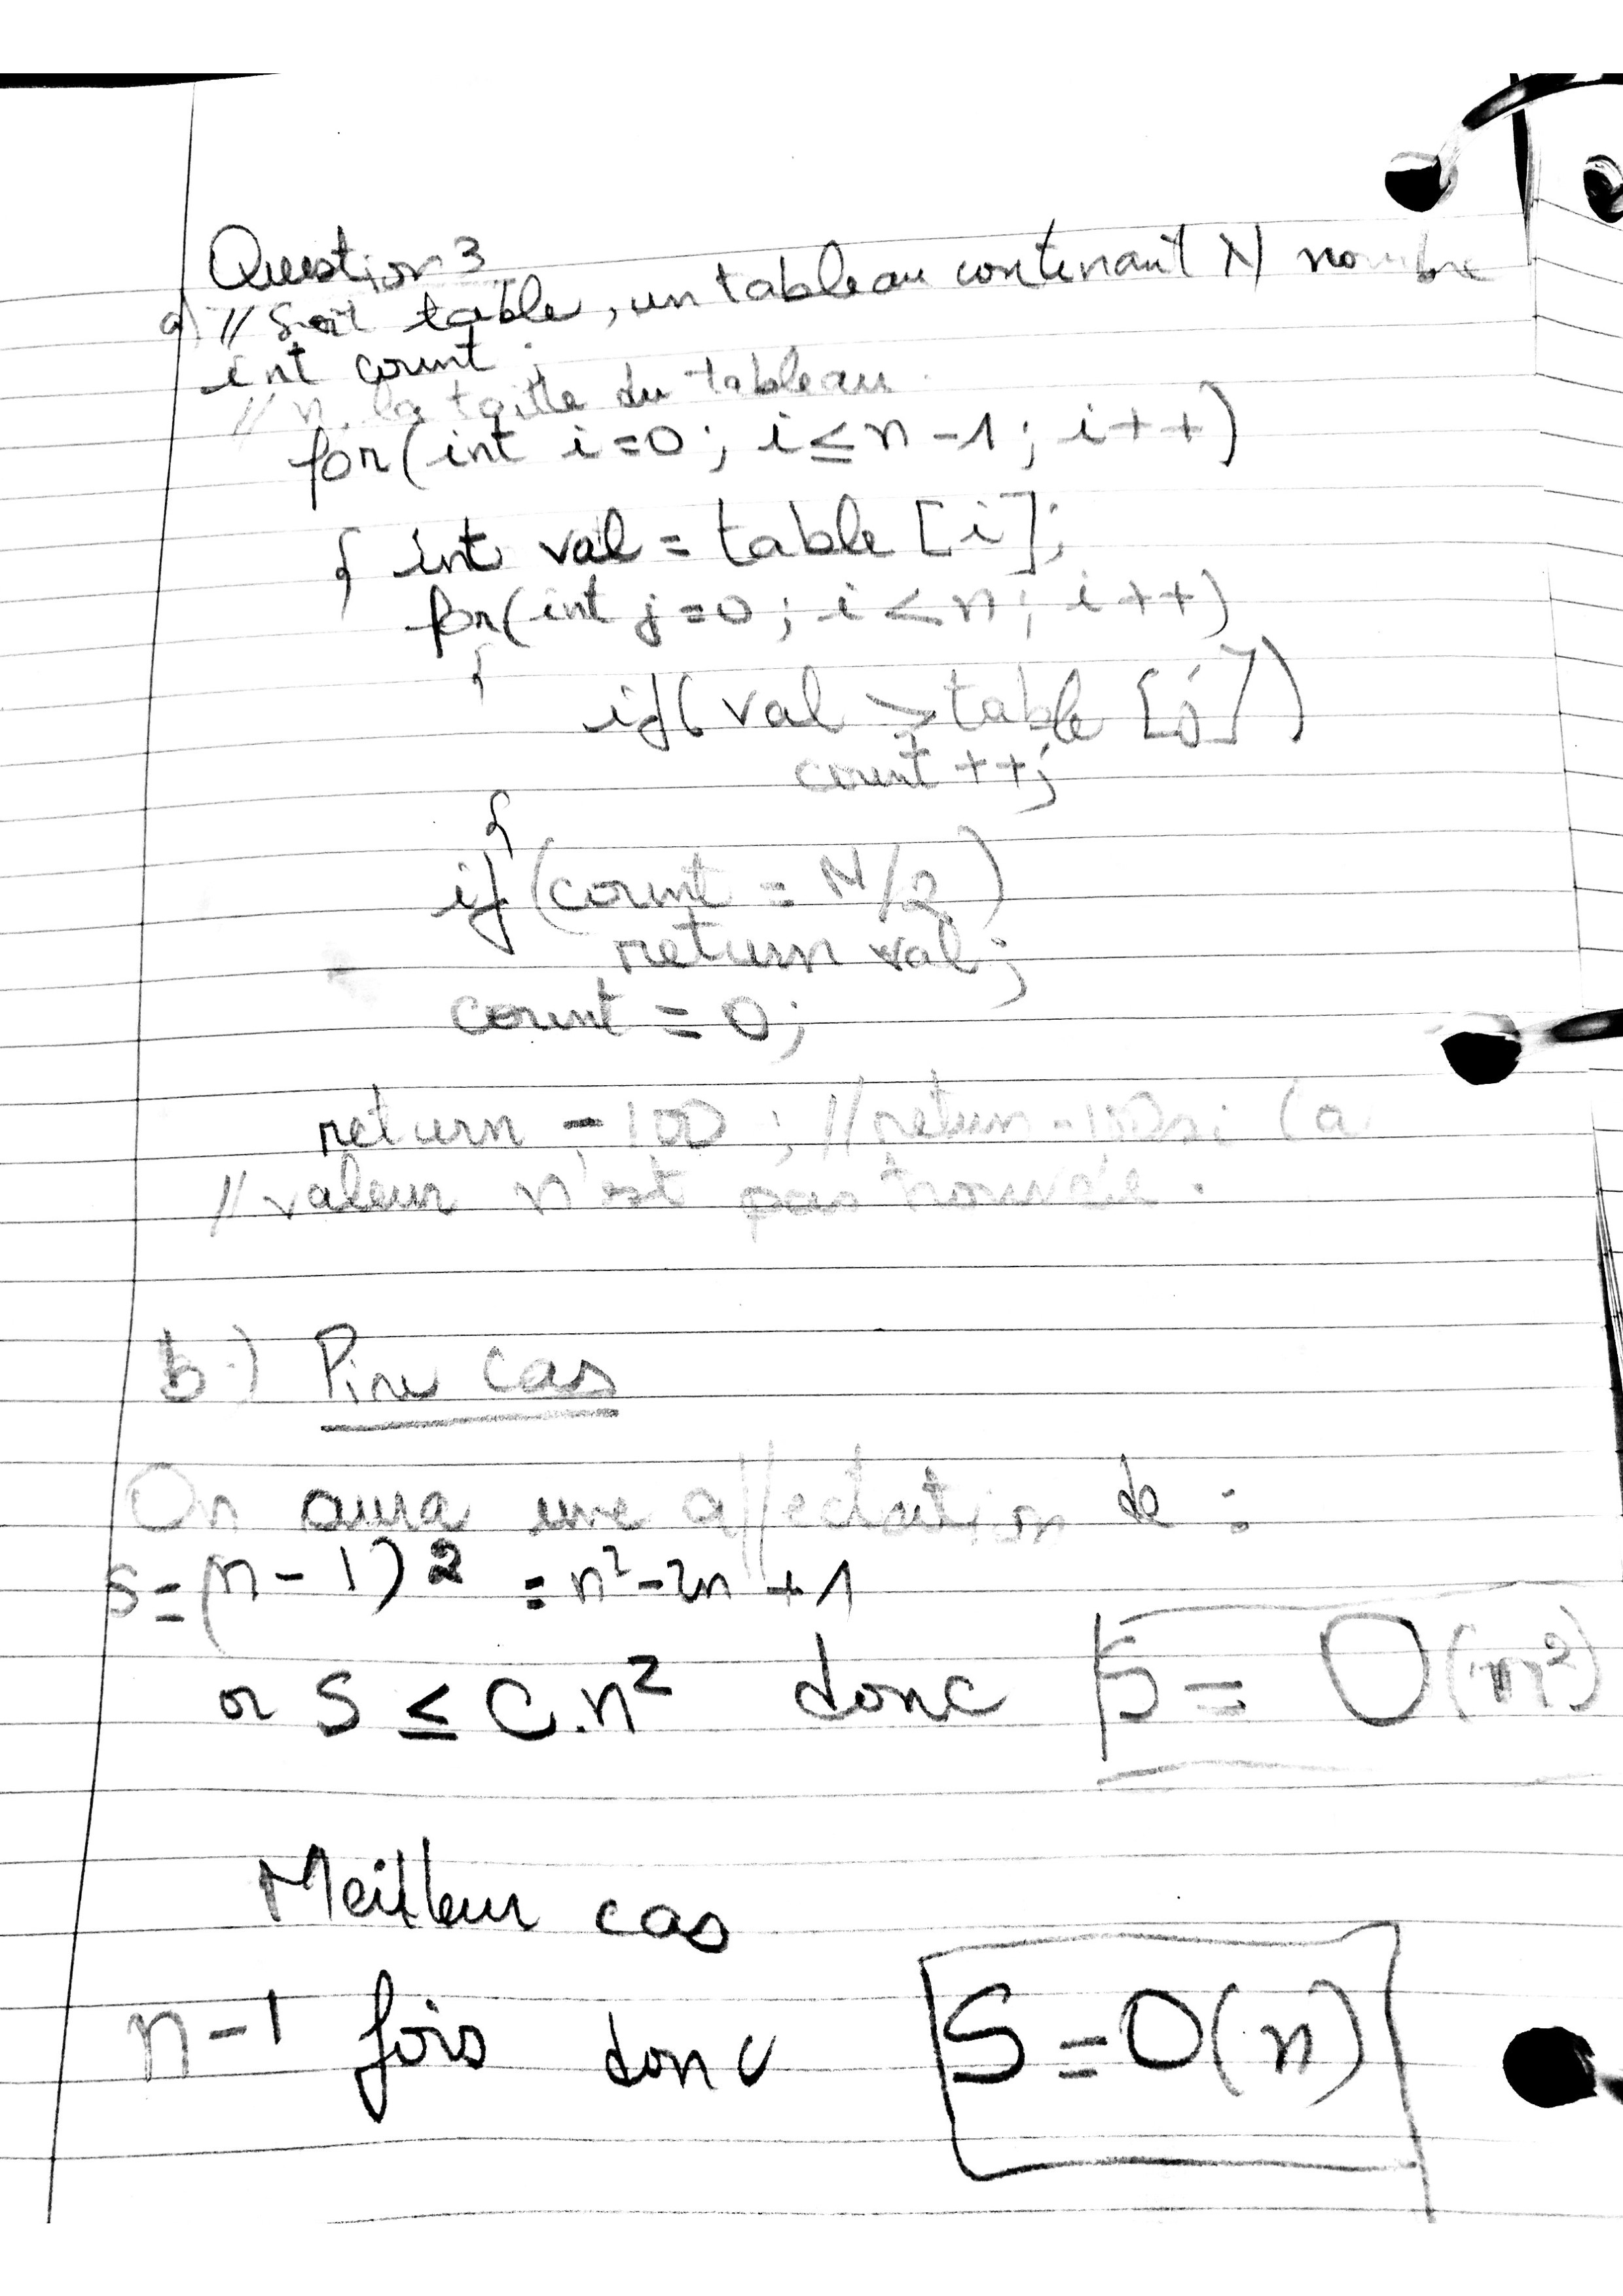 Question 3
a) // Soit table, un tableau contenant N nombre
int count;
// n, la taille du tableau.
for(int i=0; i≤n-1; i++)
{ int val = table [i];
for(int j=0; i<n; i++)
{
if( val > table [j])
count ++;
}
if (count = N/2)
return val;
count = 0;
return -100; // return -100 si la
// valeur n'est pas trouvée.
b.) Pire cas
On aura une affectation de :
S=(n-1)2 = n²-2n+1
or S ≤ C.n² donc S = O(n²)
Meilleur cas
n-1 fois donc S=O(n)